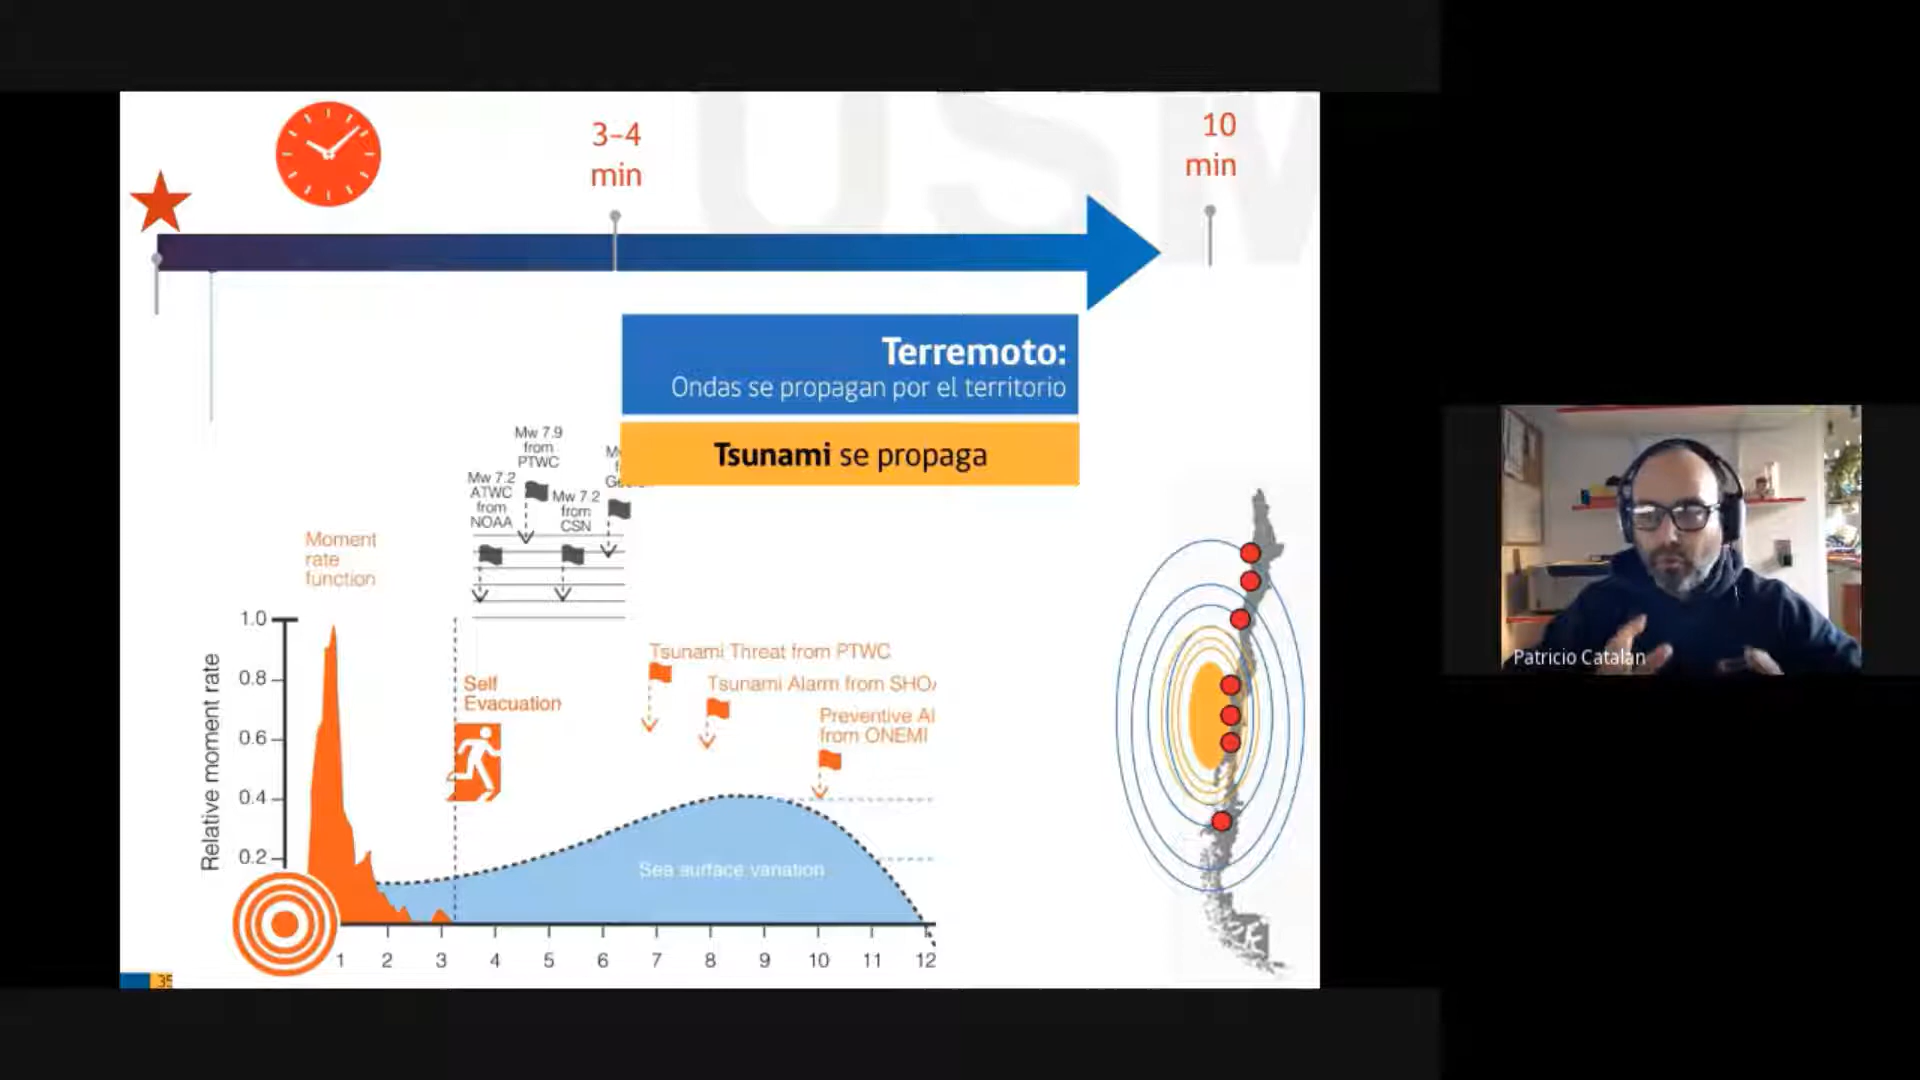 USM
3-4
min
10
min
Terremoto:
Ondas se propagan por el territorio
Tsunami se propaga
Mw 7.9
from
PTWC
Mw 7.2
ATWC
from
NOAA
Mw 7.2
from
CSN
Moment
rate
function
Relative moment rate
1.0
0.8
0.6
0.4
0.2
Self
Evacuation
Tsunami Threat from PTWC
Tsunami Alarm from SHOA
Preventive Al
from ONEMI
Sea surface variation
1 2 3 4 5 6 7 8 9 10 11 12
35
Patricio Catalan